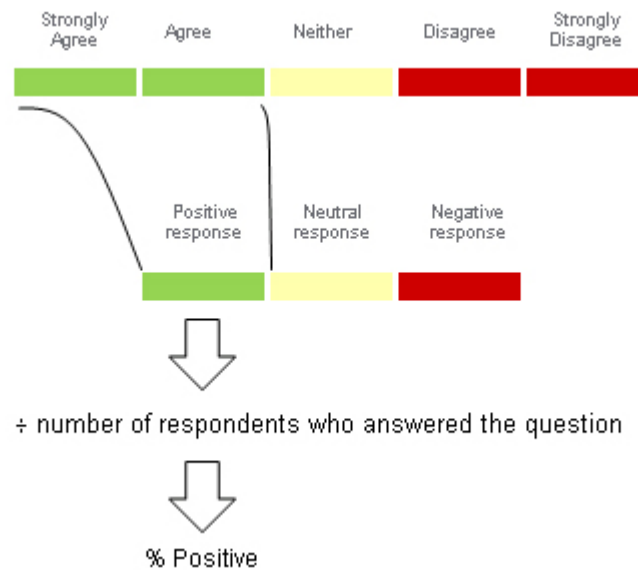 Strongly
Agree
Agree
Neither
Disagree
Strongly
Disagree
Positive
response
Neutral
response
Negative
response
÷ number of respondents who answered the question
% Positive